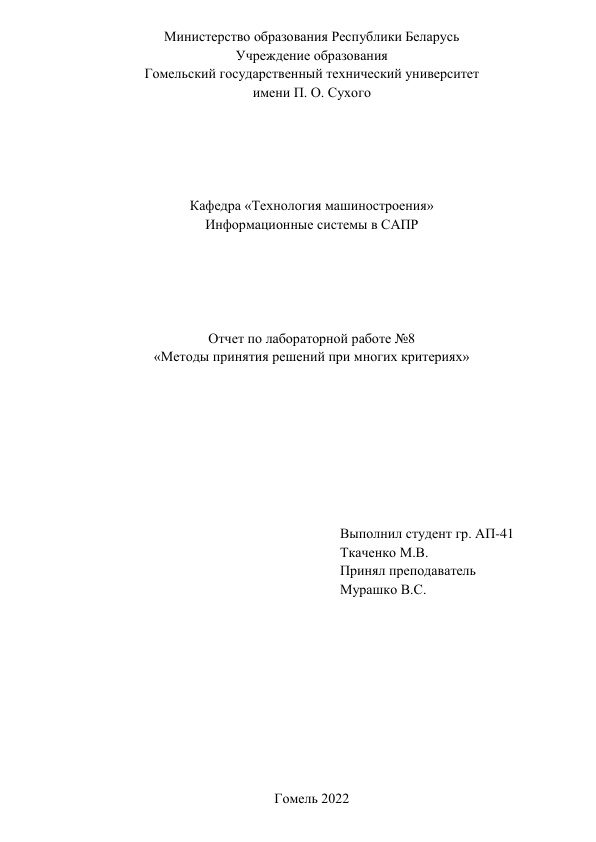 Министерство образования Республики Беларусь
Учреждение образования
Гомельский государственный технический университет
имени П. О. Сухого
Кафедра «Технология машиностроения»
Информационные системы в САПР
Отчет по лабораторной работе №8
«Методы принятия решений при многих критериях»
Выполнил студент гр. АП-41
Ткаченко М.В.
Принял преподаватель
Мурашко В.С.
Гомель 2022